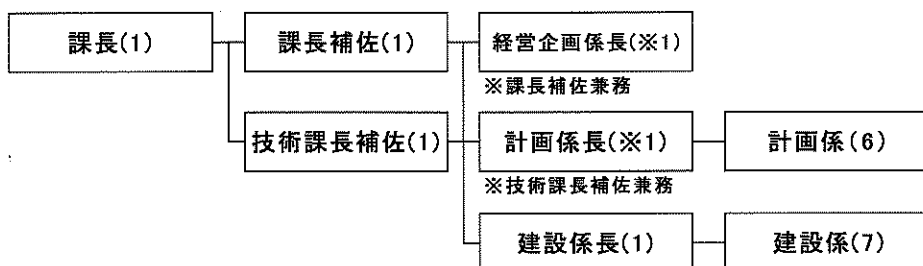 課長(1)
課長補佐(1)
経営企画係長(※1)
※課長補佐兼務
技術課長補佐(1)
計画係長(※1)
計画係(6)
※技術課長補佐兼務
建設係長(1)
建設係(7)